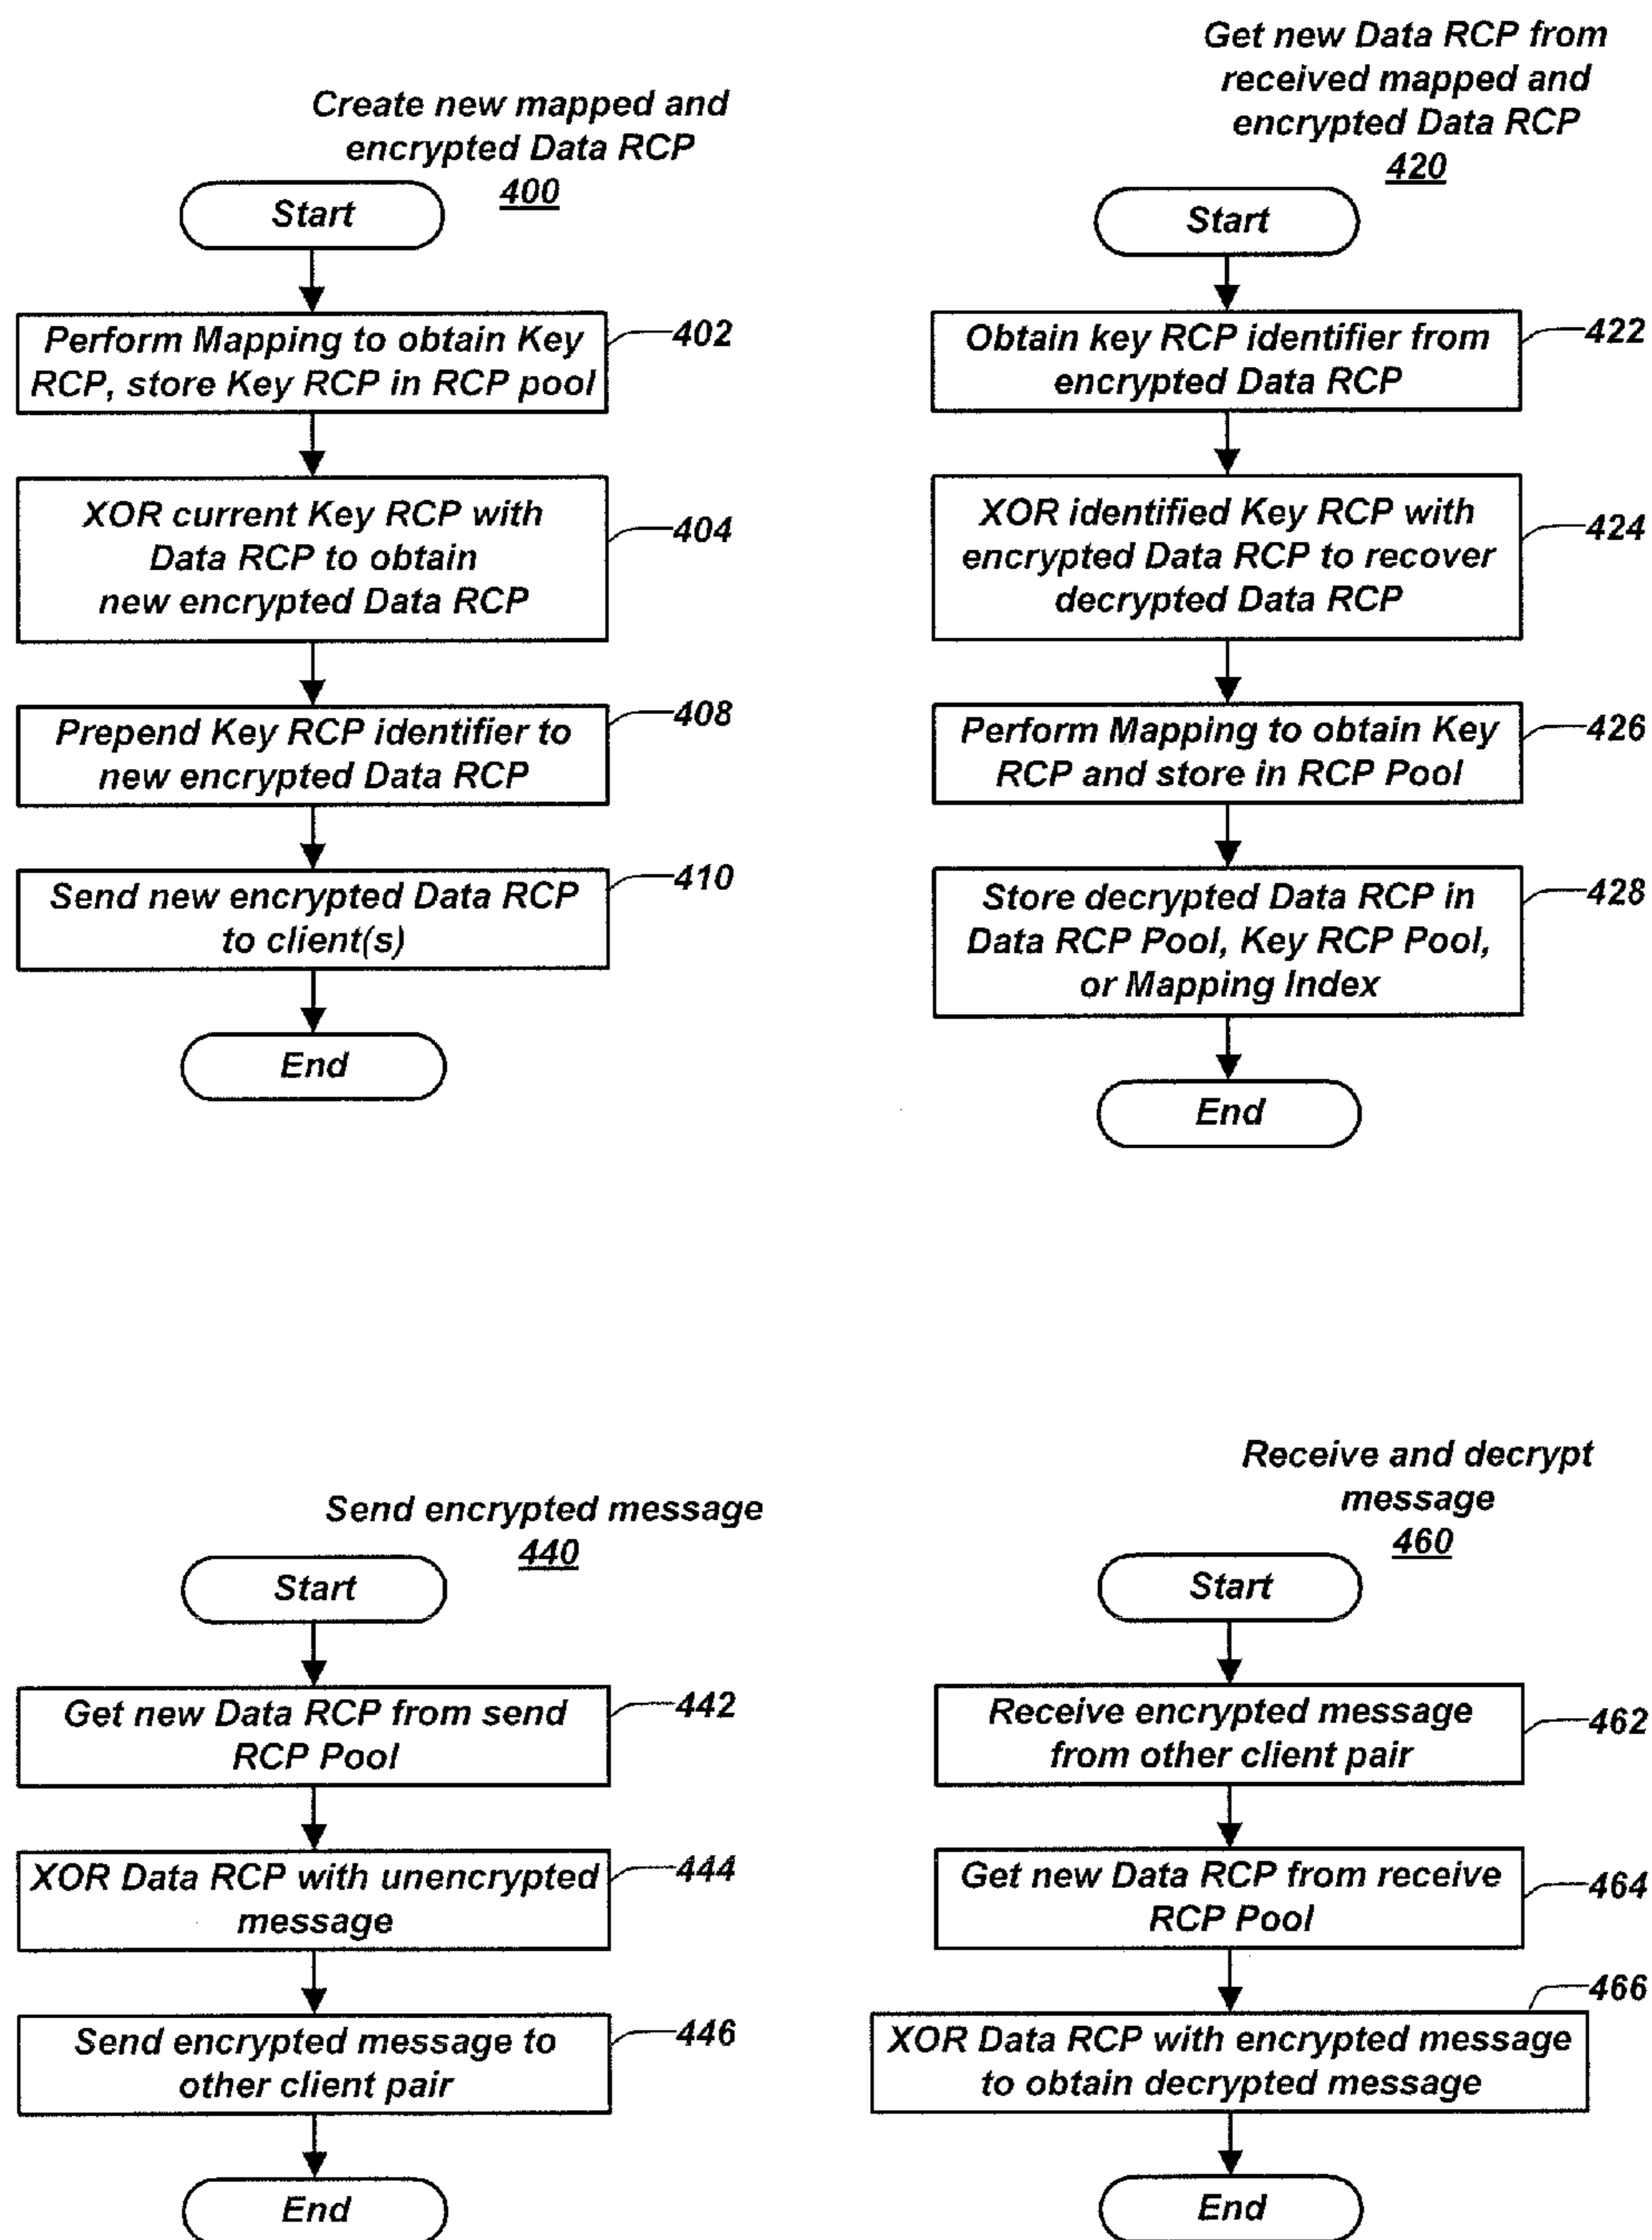 Create new mapped and
encrypted Data RCP
400
Start
Perform Mapping to obtain Key
RCP, store Key RCP in RCP pool
402
XOR current Key RCP with
Data RCP to obtain
new encrypted Data RCP
404
Prepend Key RCP identifier to
new encrypted Data RCP
408
Send new encrypted Data RCP
to client(s)
410
End
Get new Data RCP from
received mapped and
encrypted Data RCP
420
Start
Obtain key RCP identifier from
encrypted Data RCP
422
XOR identified Key RCP with
encrypted Data RCP to recover
decrypted Data RCP
424
Perform Mapping to obtain Key
RCP and store in RCP Pool
426
Store decrypted Data RCP in
Data RCP Pool, Key RCP Pool,
or Mapping Index
428
End
Send encrypted message
440
Start
Get new Data RCP from send
RCP Pool
442
XOR Data RCP with unencrypted
message
444
Send encrypted message to
other client pair
446
End
Receive and decrypt
message
460
Start
Receive encrypted message
from other client pair
462
Get new Data RCP from receive
RCP Pool
464
XOR Data RCP with encrypted message
to obtain decrypted message
466
End